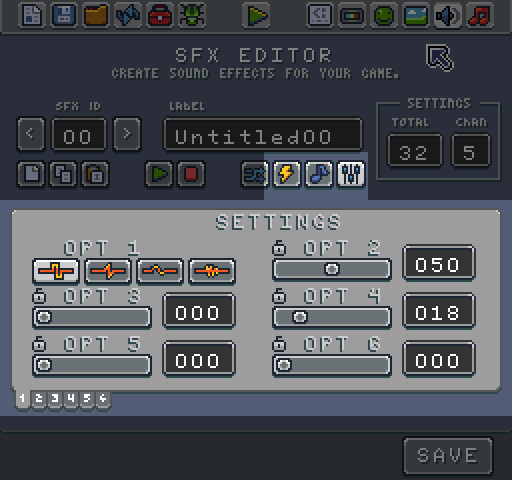 SFX EDITOR
CREATE SOUND EFFECTS FOR YOUR GAME.
SFX ID
LABEL
SETTINGS
TOTAL CHAN
< 00 > Untitled00
32 5
SETTINGS
OPT 1 OPT 2
050
OPT 3 OPT 4
000 018
OPT 5 OPT 6
000 000
1 2 3 4 5 6
SAVE